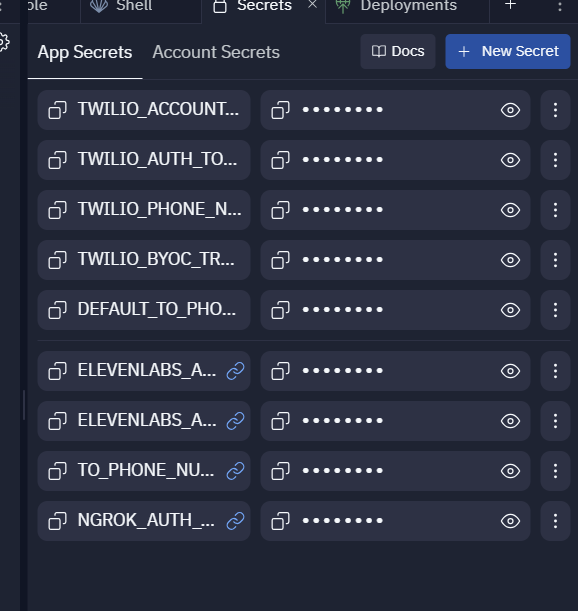 ole Shell Secrets × Deployments +
App Secrets Account Secrets Docs + New Secret
TWILIO_ACCOUNT... ••••••••
TWILIO_AUTH_TO... ••••••••
TWILIO_PHONE_N... ••••••••
TWILIO_BYOC_TR... ••••••••
DEFAULT_TO_PHO... ••••••••
ELEVENLABS_A... ••••••••
ELEVENLABS_A... ••••••••
TO_PHONE_NU... ••••••••
NGROK_AUTH_... ••••••••